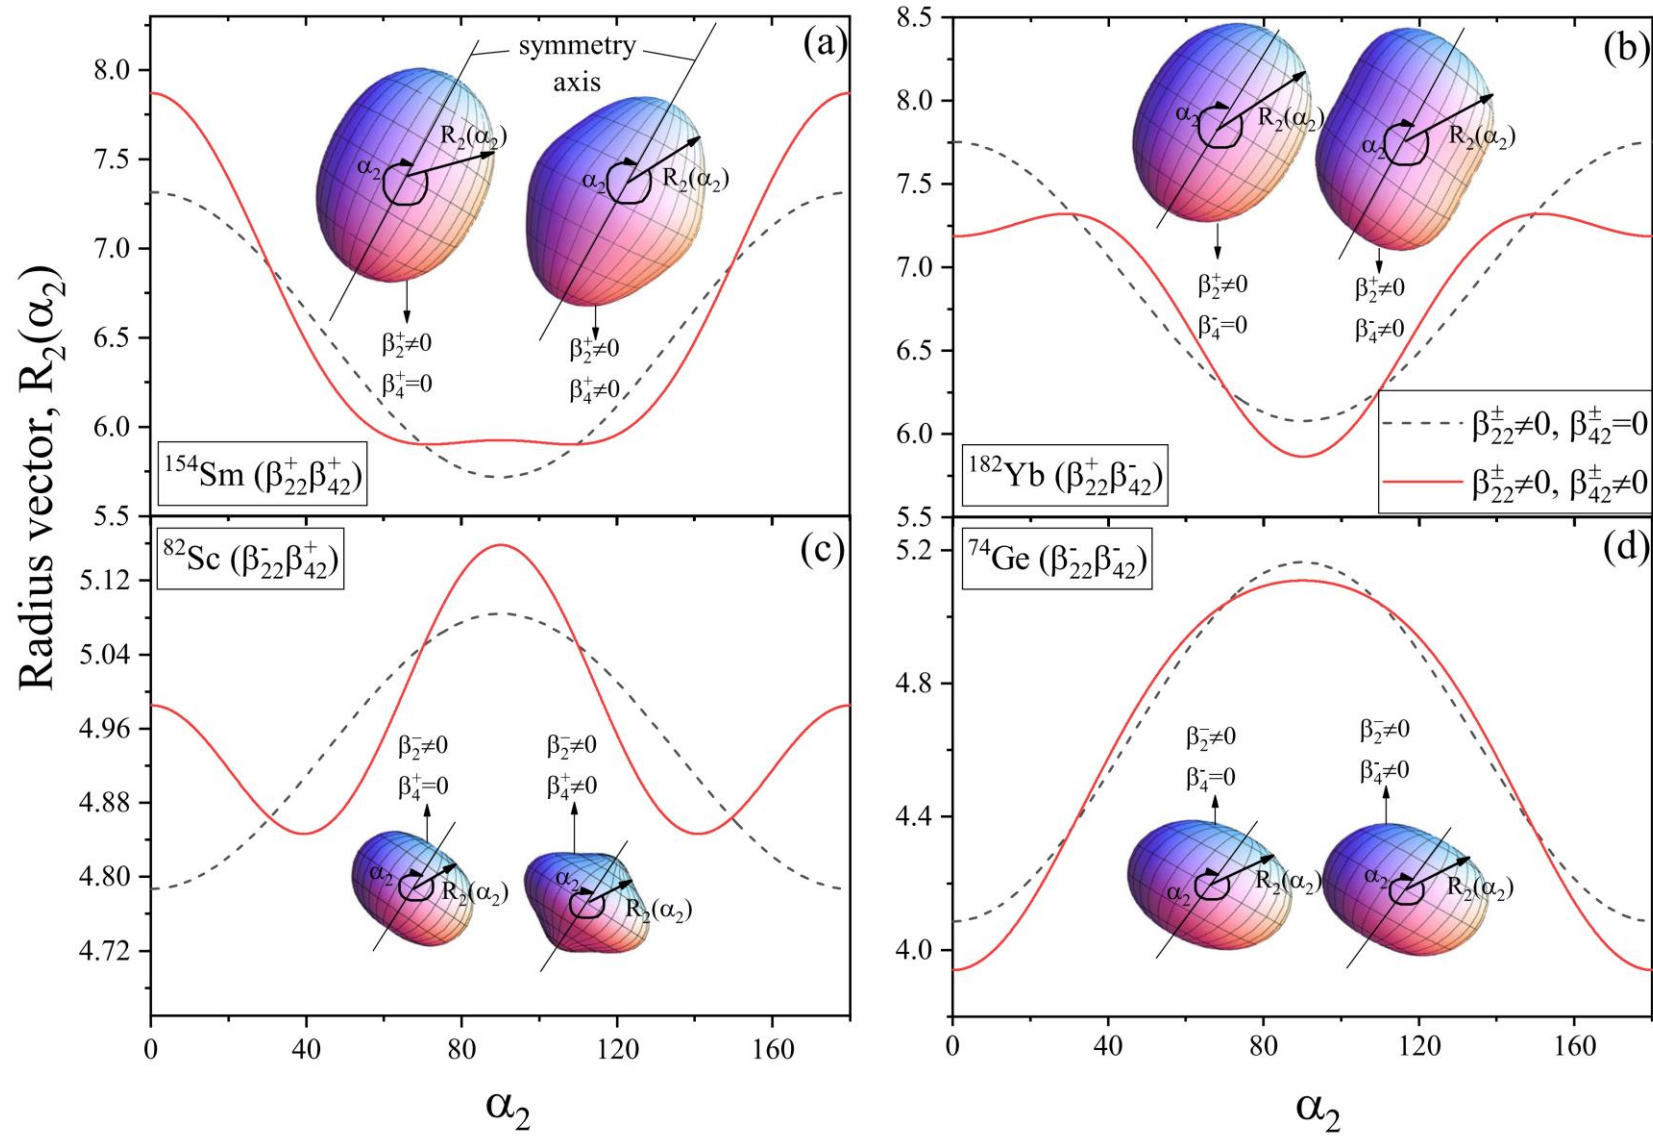 Radius vector, R₂(α₂)
(a)
symmetry
axis
8.0
7.5
7.0
6.5
6.0
5.5
R₂(α₂)
α₂
α₂
R₂(α₂)
β₂⁺≠0
β₄⁺=0
β₂⁺≠0
β₄⁺≠0
¹⁵⁴Sm (β₂₂⁺β₄₂⁺)
(b)
8.5
8.0
7.5
7.0
6.5
6.0
5.5
α₂
R₂(α₂)
α₂
R₂(α₂)
β₂⁺≠0
β₄⁻=0
β₂⁺≠0
β₄⁻≠0
¹⁸²Yb (β₂₂⁺β₄₂⁻)
β₂₂^±≠0, β₄₂^±=0
β₂₂^±≠0, β₄₂^±≠0
⁸²Sc (β₂₂⁻β₄₂⁺)
(c)
5.12
5.04
4.96
4.88
4.80
4.72
β₂⁻≠0
β₄⁺=0
β₂⁻≠0
β₄⁺≠0
α₂
R₂(α₂)
α₂
R₂(α₂)
0 40 80 120 160
α₂
⁷⁴Ge (β₂₂⁻β₄₂⁻)
(d)
5.2
4.8
4.4
4.0
β₂⁻≠0
β₄⁻=0
β₂⁻≠0
β₄⁻≠0
α₂
R₂(α₂)
α₂
R₂(α₂)
0 40 80 120 160
α₂